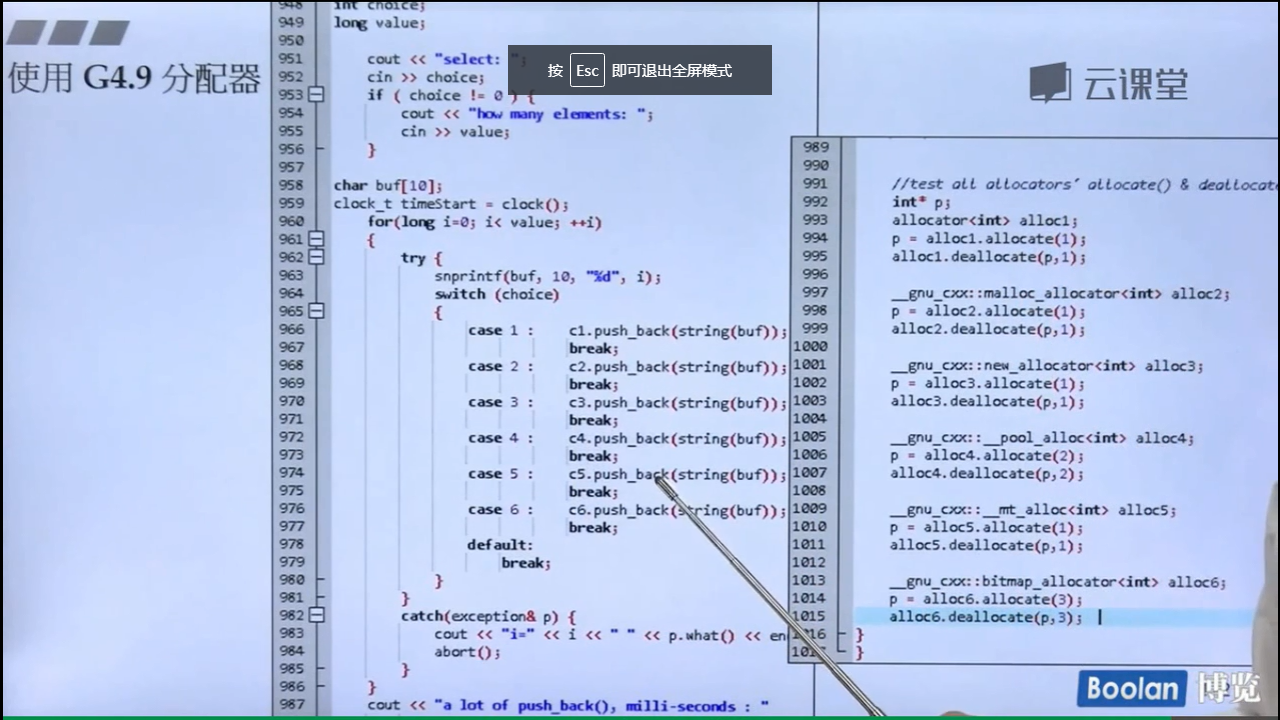 使用 G4.9 分配器
按 Esc 即可退出全屏模式
云课堂
948 int choice;
949 long value;
950
951 cout << "select: ";
952 cin >> choice;
953 if ( choice != 0 ) {
954 cout << "how many elements: ";
955 cin >> value;
956 }
957
958 char buf[10];
959 clock_t timeStart = clock();
960 for(long i=0; i< value; ++i)
961 {
962 try {
963 snprintf(buf, 10, "%d", i);
964 switch (choice)
965 {
966 case 1 : c1.push_back(string(buf));
967 break;
968 case 2 : c2.push_back(string(buf));
969 break;
970 case 3 : c3.push_back(string(buf));
971 break;
972 case 4 : c4.push_back(string(buf));
973 break;
974 case 5 : c5.push_back(string(buf));
975 break;
976 case 6 : c6.push_back(string(buf));
977 break;
978 default:
979 break;
980 }
981 }
982 catch(exception& p) {
983 cout << "i=" << i << " " << p.what() << en
984 abort();
985 }
986 }
987 cout << "a lot of push_back(), milli-seconds : "
989
990
991 //test all allocators' allocate() & deallocate
992 int* p;
993 allocator<int> alloc1;
994 p = alloc1.allocate(1);
995 alloc1.deallocate(p,1);
996
997 __gnu_cxx::malloc_allocator<int> alloc2;
998 p = alloc2.allocate(1);
999 alloc2.deallocate(p,1);
1000
1001 __gnu_cxx::new_allocator<int> alloc3;
1002 p = alloc3.allocate(1);
1003 alloc3.deallocate(p,1);
1004
1005 __gnu_cxx::__pool_alloc<int> alloc4;
1006 p = alloc4.allocate(2);
1007 alloc4.deallocate(p,2);
1008
1009 __gnu_cxx::__mt_alloc<int> alloc5;
1010 p = alloc5.allocate(1);
1011 alloc5.deallocate(p,1);
1012
1013 __gnu_cxx::bitmap_allocator<int> alloc6;
1014 p = alloc6.allocate(3);
1015 alloc6.deallocate(p,3);
1016 }
}
Boolan 博览